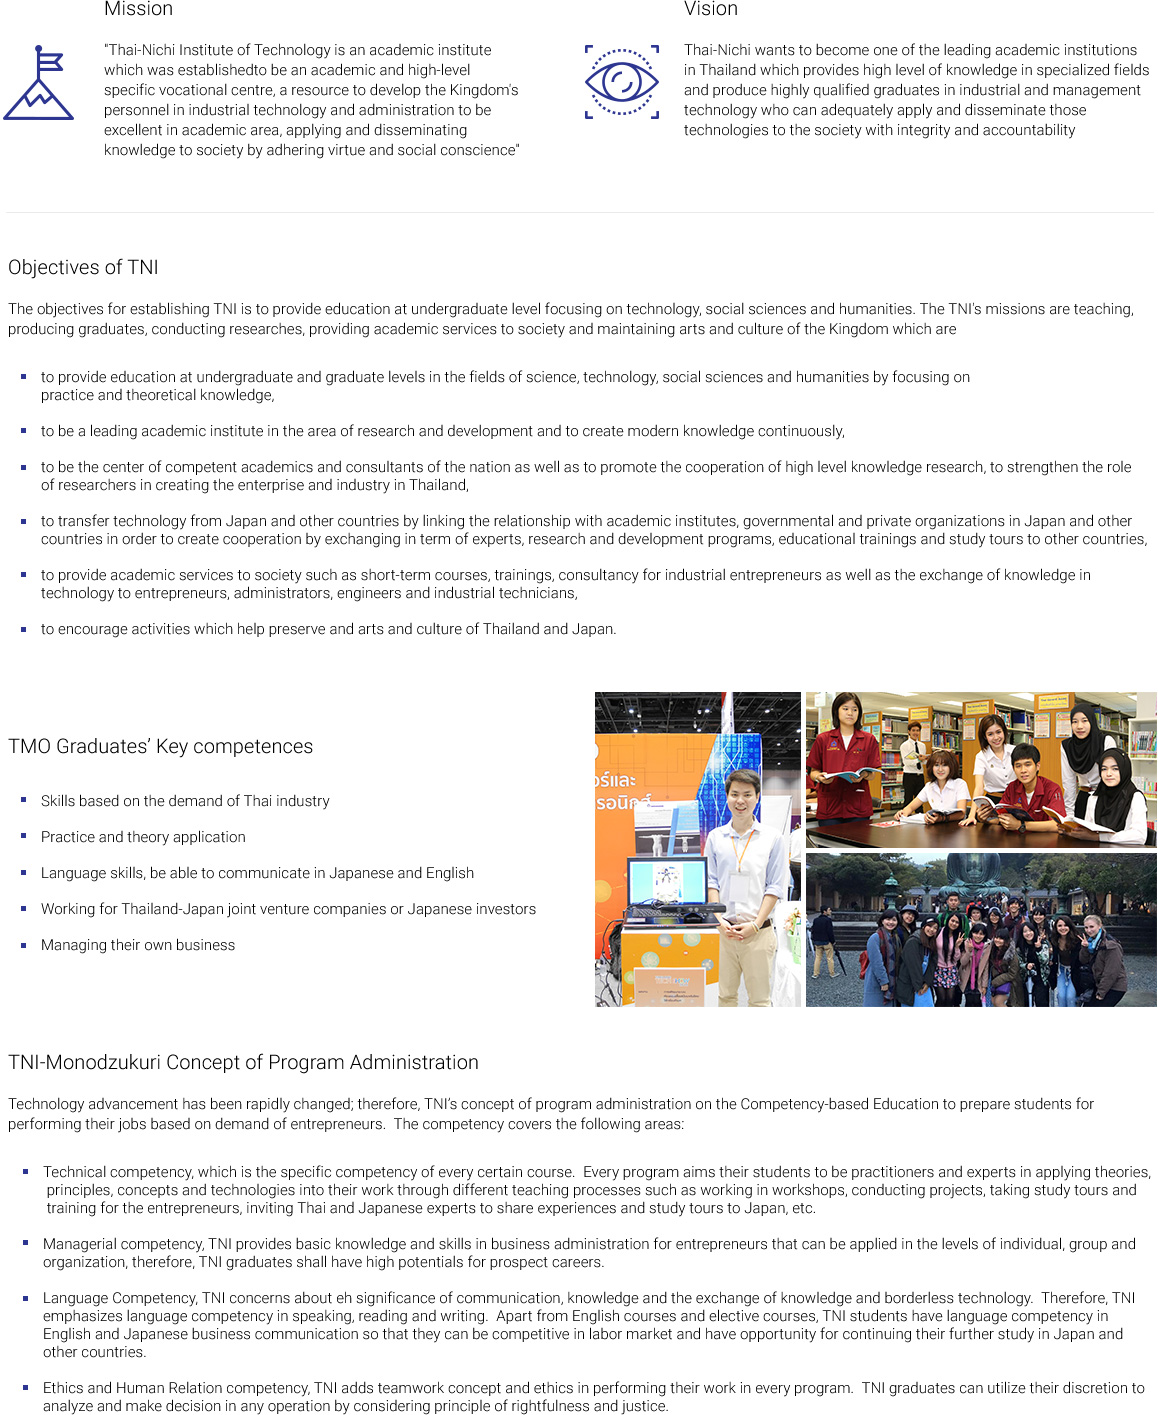 Mission
"Thai-Nichi Institute of Technology is an academic institute
which was establishedto be an academic and high-level
specific vocational centre, a resource to develop the Kingdom's
personnel in industrial technology and administration to be
excellent in academic area, applying and disseminating
knowledge to society by adhering virtue and social conscience"
Vision
Thai-Nichi wants to become one of the leading academic institutions
in Thailand which provides high level of knowledge in specialized fields
and produce highly qualified graduates in industrial and management
technology who can adequately apply and disseminate those
technologies to the society with integrity and accountability
Objectives of TNI
The objectives for establishing TNI is to provide education at undergraduate level focusing on technology, social sciences and humanities. The TNI's missions are teaching,
producing graduates, conducting researches, providing academic services to society and maintaining arts and culture of the Kingdom which are
to provide education at undergraduate and graduate levels in the fields of science, technology, social sciences and humanities by focusing on
practice and theoretical knowledge,
to be a leading academic institute in the area of research and development and to create modern knowledge continuously,
to be the center of competent academics and consultants of the nation as well as to promote the cooperation of high level knowledge research, to strengthen the role
of researchers in creating the enterprise and industry in Thailand,
to transfer technology from Japan and other countries by linking the relationship with academic institutes, governmental and private organizations in Japan and other
countries in order to create cooperation by exchanging in term of experts, research and development programs, educational trainings and study tours to other countries,
to provide academic services to society such as short-term courses, trainings, consultancy for industrial entrepreneurs as well as the exchange of knowledge in
technology to entrepreneurs, administrators, engineers and industrial technicians,
to encourage activities which help preserve and arts and culture of Thailand and Japan.
TMO Graduates’ Key competences
Skills based on the demand of Thai industry
Practice and theory application
Language skills, be able to communicate in Japanese and English
Working for Thailand-Japan joint venture companies or Japanese investors
Managing their own business
อร์และ
รอนิกส์
TNI-Monodzukuri Concept of Program Administration
Technology advancement has been rapidly changed; therefore, TNI’s concept of program administration on the Competency-based Education to prepare students for
performing their jobs based on demand of entrepreneurs.  The competency covers the following areas:
Technical competency, which is the specific competency of every certain course.  Every program aims their students to be practitioners and experts in applying theories,
principles, concepts and technologies into their work through different teaching processes such as working in workshops, conducting projects, taking study tours and
training for the entrepreneurs, inviting Thai and Japanese experts to share experiences and study tours to Japan, etc.
Managerial competency, TNI provides basic knowledge and skills in business administration for entrepreneurs that can be applied in the levels of individual, group and
organization, therefore, TNI graduates shall have high potentials for prospect careers.
Language Competency, TNI concerns about eh significance of communication, knowledge and the exchange of knowledge and borderless technology.  Therefore, TNI
emphasizes language competency in speaking, reading and writing.  Apart from English courses and elective courses, TNI students have language competency in
English and Japanese business communication so that they can be competitive in labor market and have opportunity for continuing their further study in Japan and
other countries.
Ethics and Human Relation competency, TNI adds teamwork concept and ethics in performing their work in every program.  TNI graduates can utilize their discretion to
analyze and make decision in any operation by considering principle of rightfulness and justice.